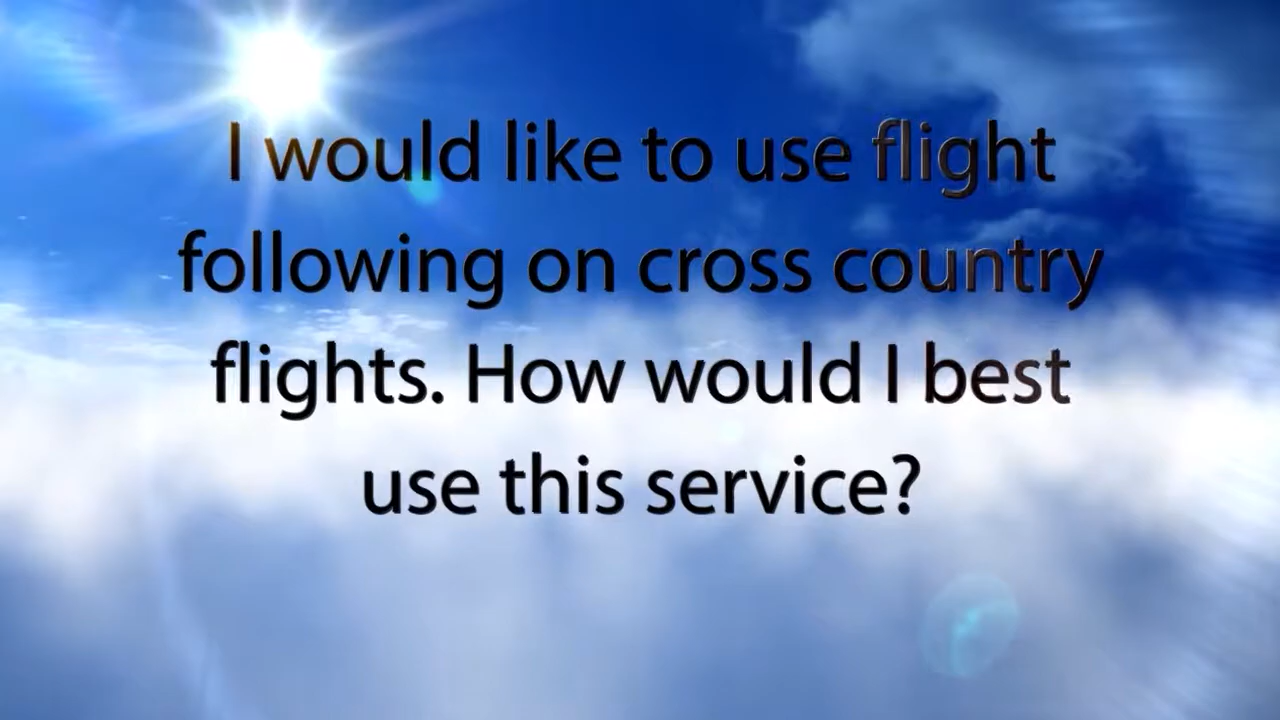 I would like to use flight
following on cross country
flights. How would I best
use this service?